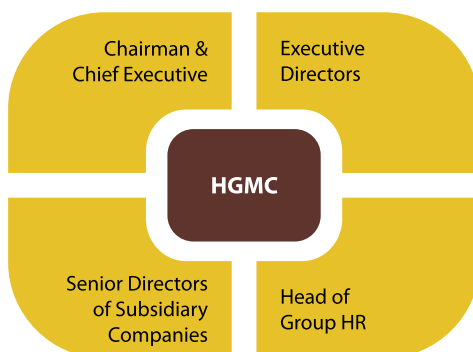 Chairman &
Chief Executive
Executive
Directors
HGMC
Senior Directors
of Subsidiary
Companies
Head of
Group HR